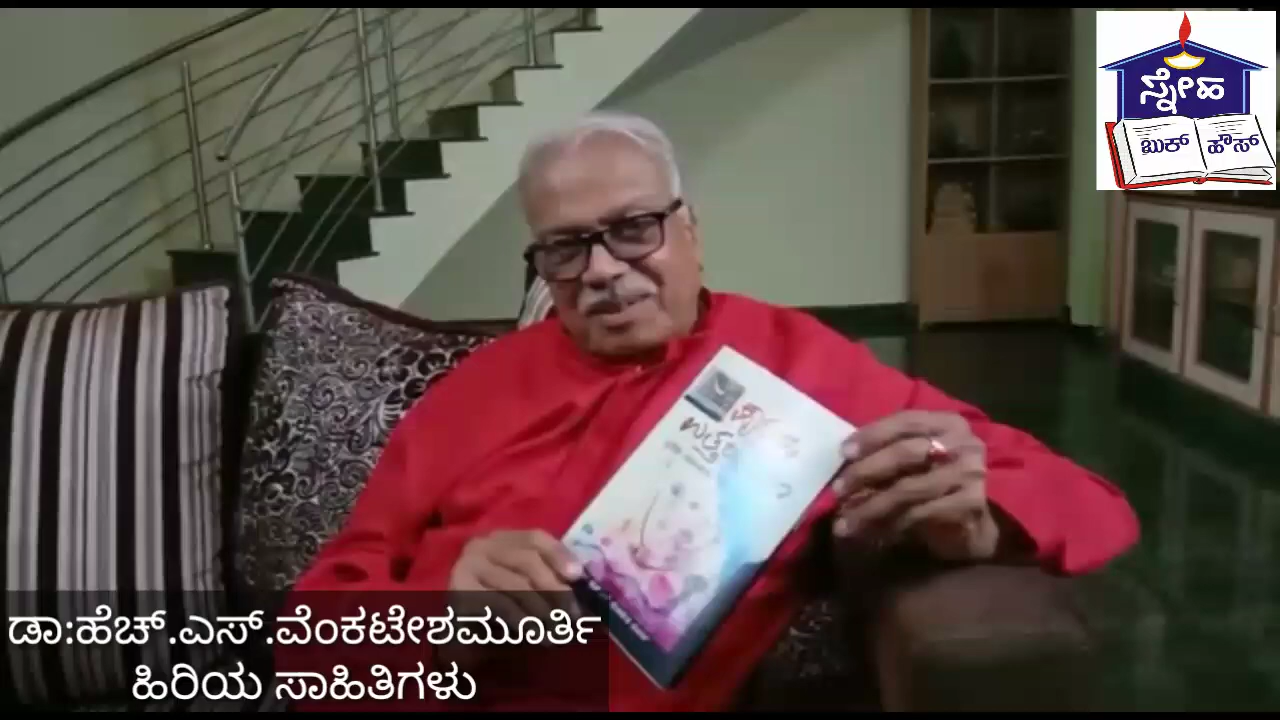 ಸ್ನೇಹ
ಬುಕ್ ಹೌಸ್
ಡಾ:ಹೆಚ್.ಎಸ್.ವೆಂಕಟೇಶಮೂರ್ತಿ
ಹಿರಿಯ ಸಾಹಿತಿಗಳು